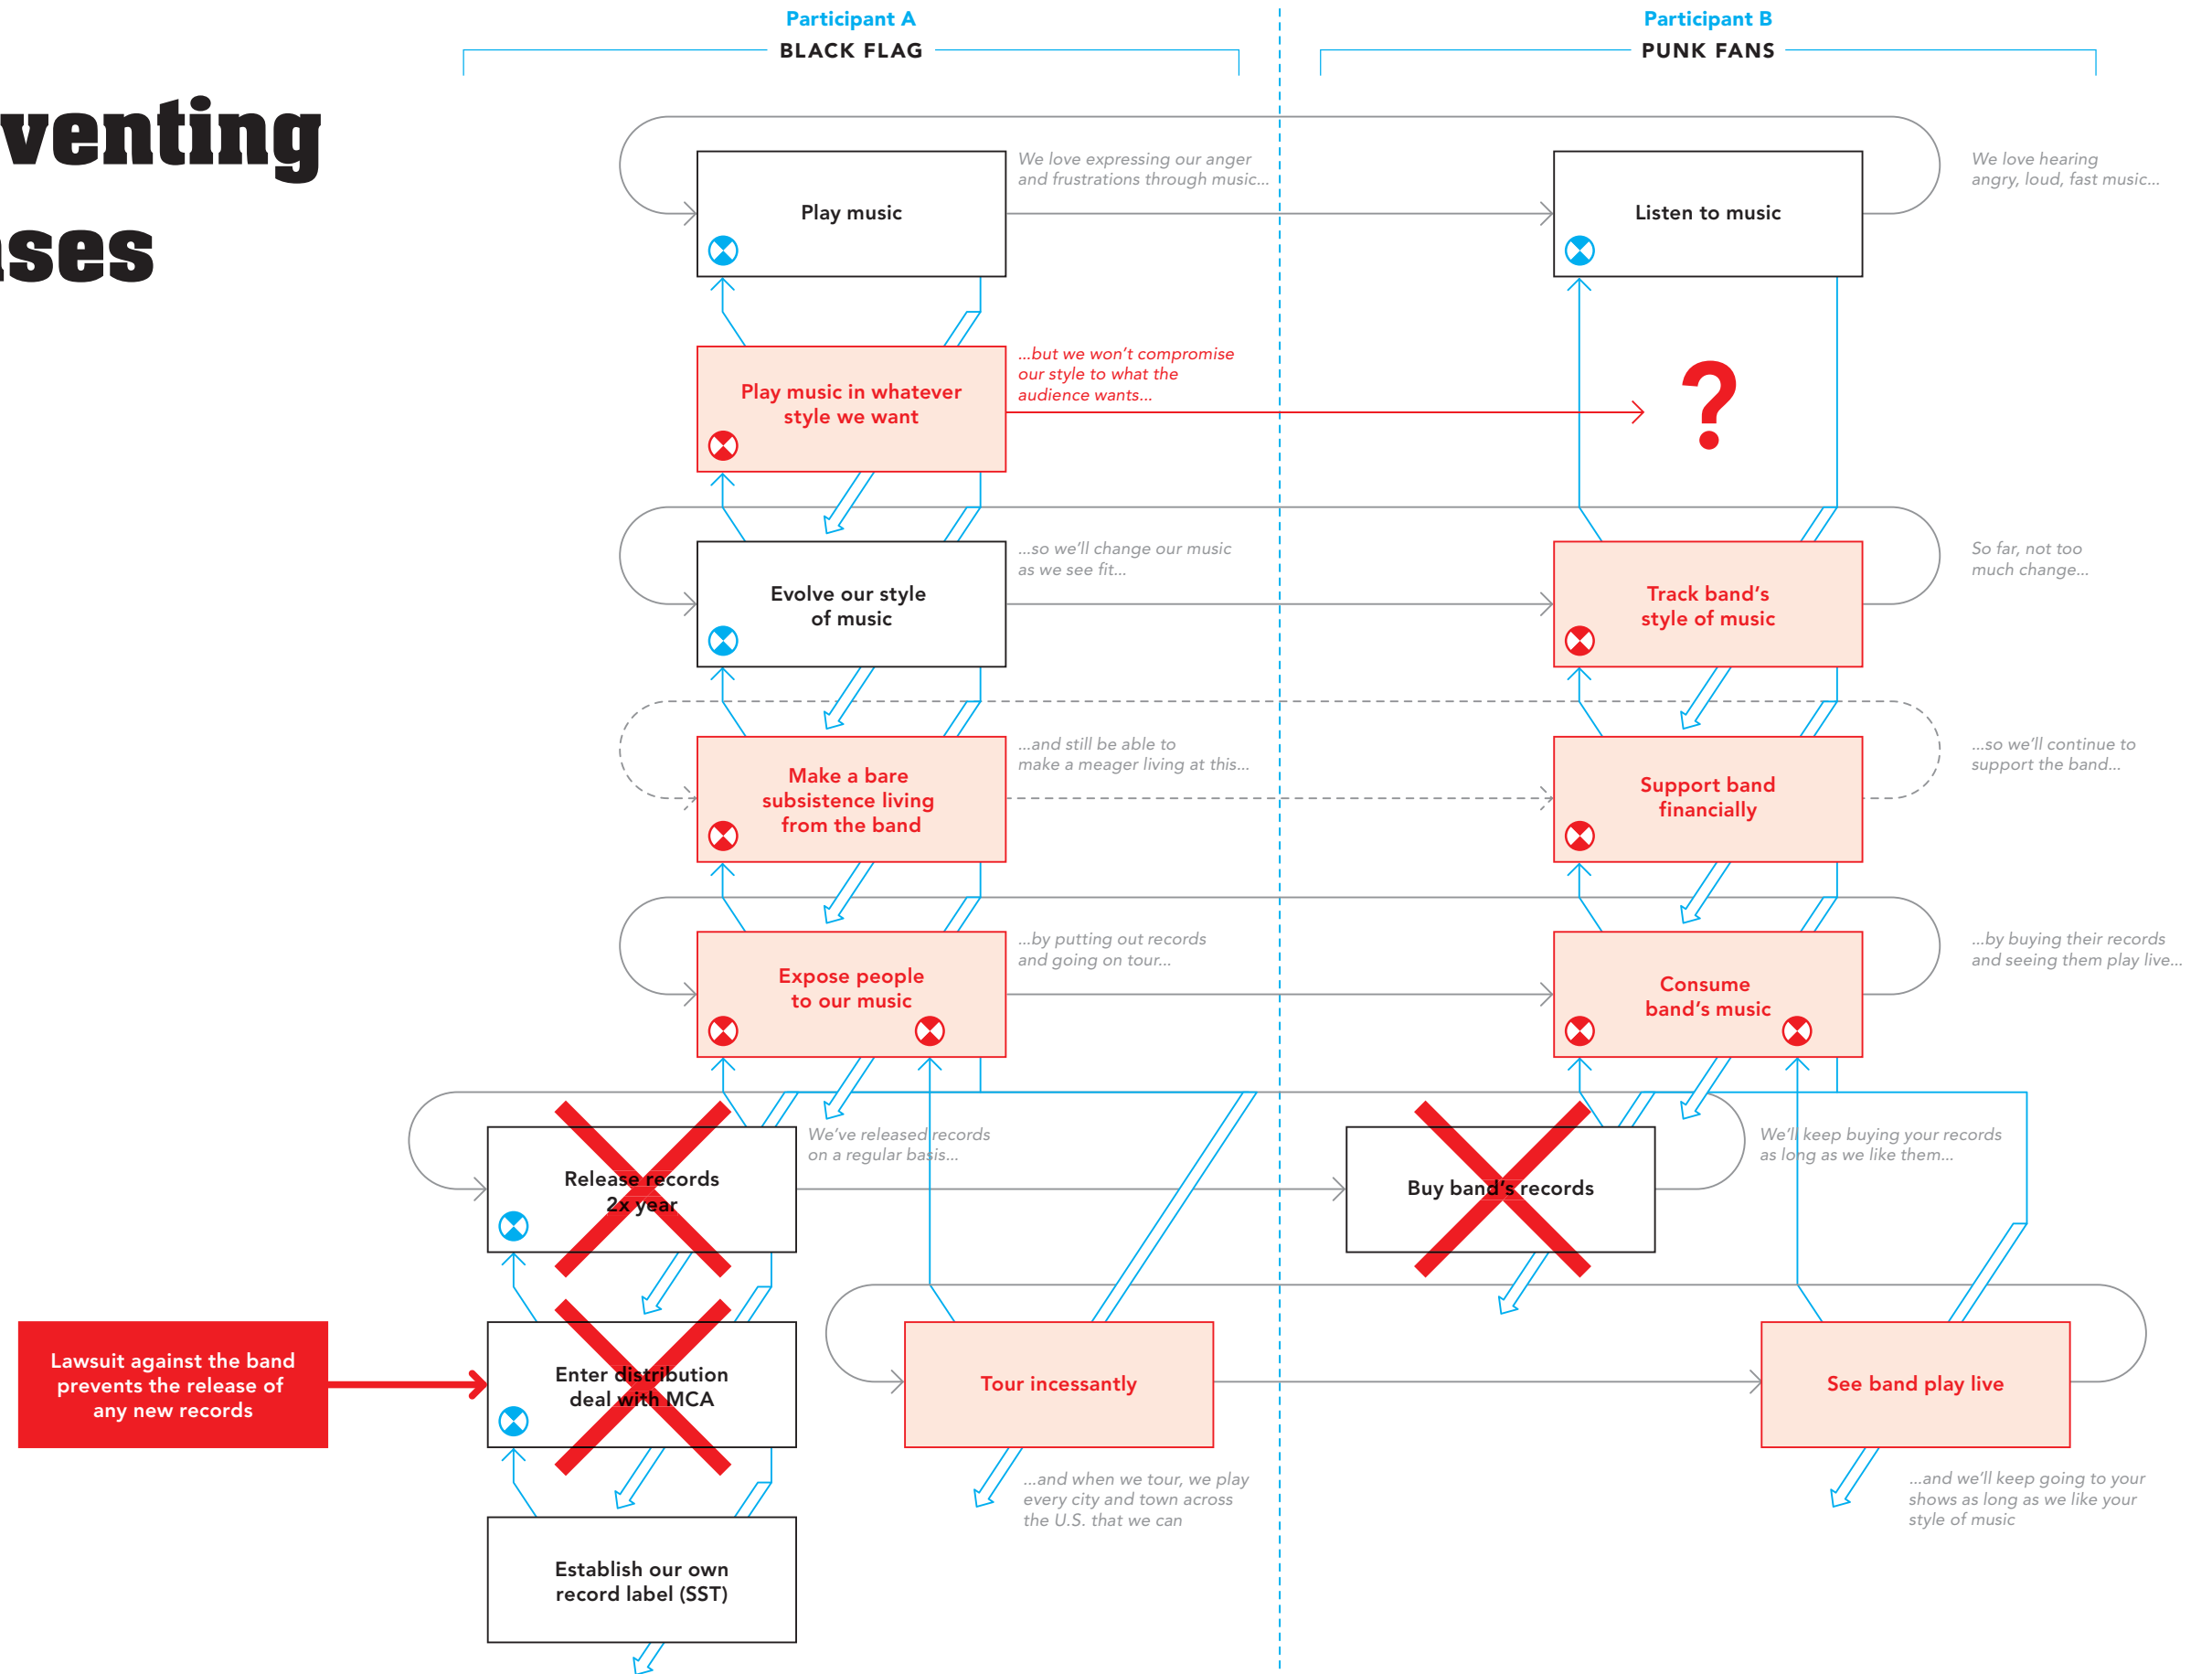 Participant A
BLACK FLAG
Participant B
PUNK FANS
venting
ases
We love expressing our anger
and frustrations through music...
Play music
Listen to music
We love hearing
angry, loud, fast music...
Play music in whatever
style we want
...but we won’t compromise
our style to what the
audience wants...
?
Evolve our style
of music
...so we’ll change our music
as we see fit...
Track band’s
style of music
So far, not too
much change...
Make a bare
subsistence living
from the band
...and still be able to
make a meager living at this...
Support band
financially
...so we’ll continue to
support the band...
Expose people
to our music
...by putting out records
and going on tour...
Consume
band’s music
...by buying their records
and seeing them play live...
Release records
2x year
We’ve released records
on a regular basis...
Buy band’s records
We’ll keep buying your records
as long as we like them...
Lawsuit against the band
prevents the release of
any new records
Enter distribution
deal with MCA
Tour incessantly
See band play live
...and when we tour, we play
every city and town across
the U.S. that we can
...and we’ll keep going to your
shows as long as we like your
style of music
Establish our own
record label (SST)